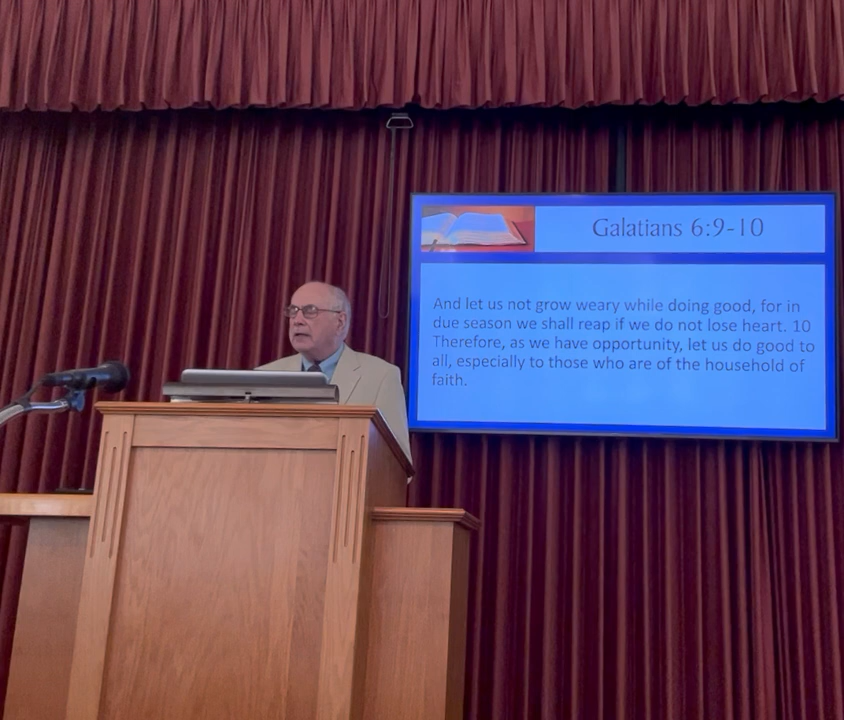 Galatians 6:9-10
And let us not grow weary while doing good, for in
due season we shall reap if we do not lose heart. 10
Therefore, as we have opportunity, let us do good to
all, especially to those who are of the household of
faith.